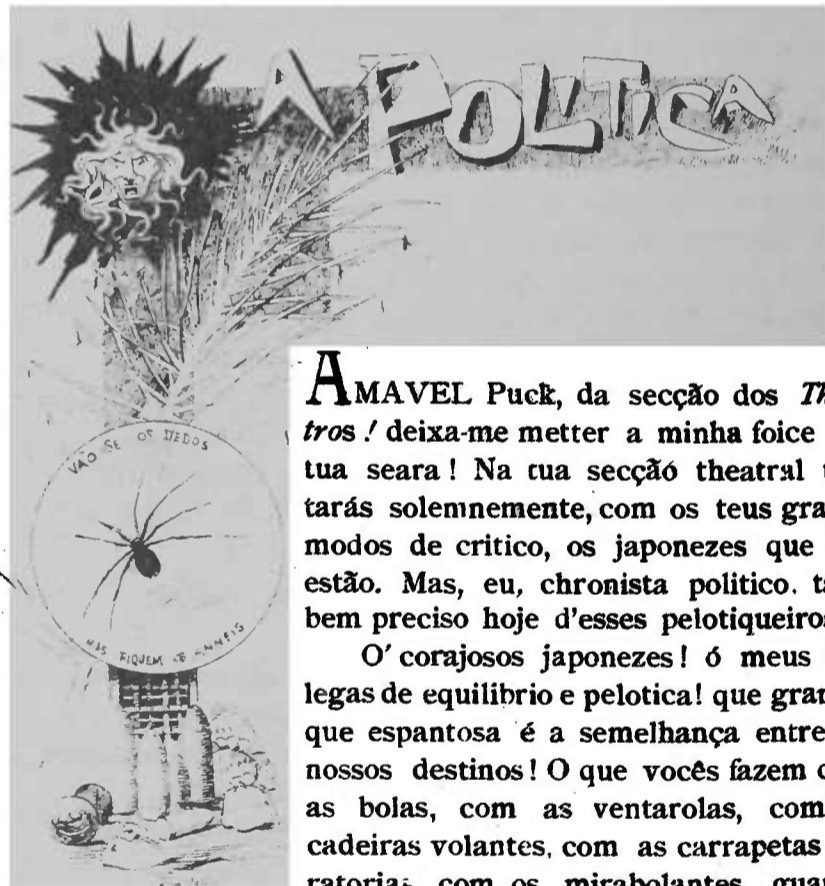 A POLITICA
VÃO SE OS DEDOS
MAS FIQUEM OS ANNEIS
AMAVEL Puck, da secção dos
tros! deixa-me metter a minha foice
tua seara! Na tua secção theatral
tarás solemnemente, com os teus
modos de critico, os japonezes que
estão. Mas, eu, chronista politico.
bem preciso hoje d'esses pelotiqueiros
O' corajosos japonezes! ó meus
legas de equilibrio e pelotica! que
que espantosa é a semelhança entre
nossos destinos! O que vocês fazem
as bolas, com as ventarolas, com
cadeiras volantes, com as carrapetas
com os mirabolantes